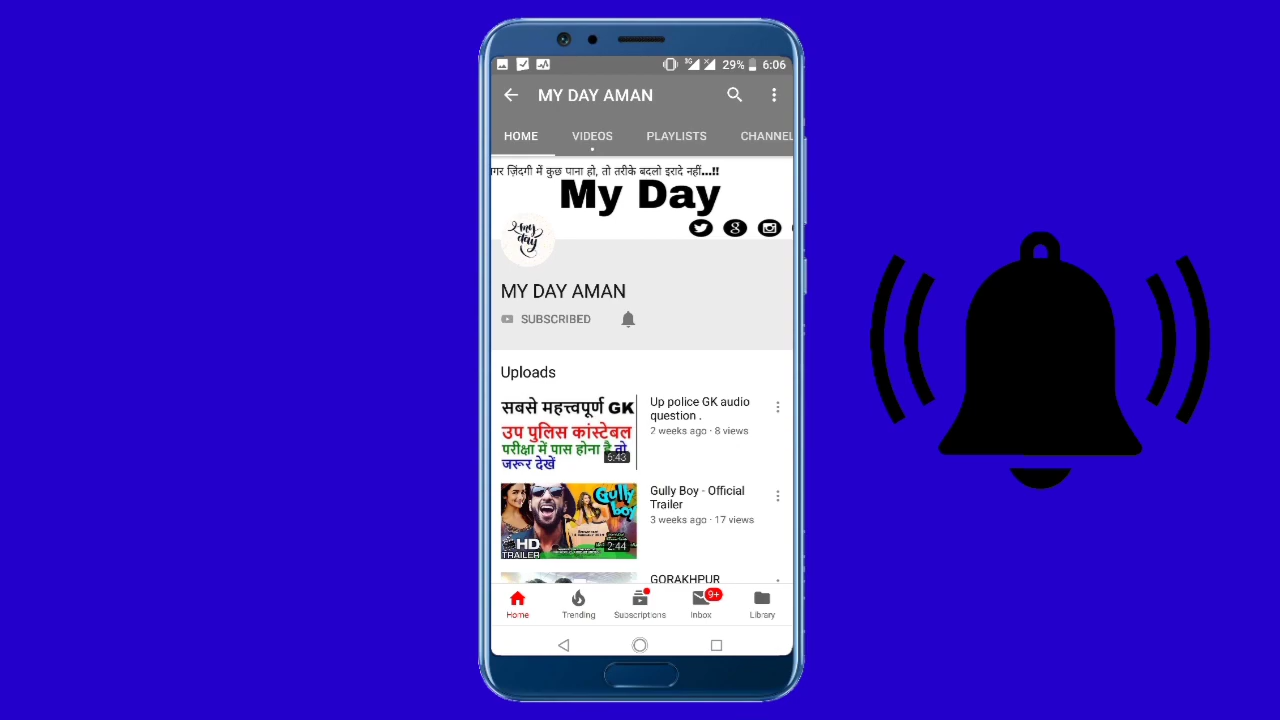 3G 29% 6:06
MY DAY AMAN
HOME VIDEOS PLAYLISTS CHANNEL
ज़िंदगी में कुछ पाना हो, तो तरीके बदलो इरादे नहीं...!!
My Day
my
day
MY DAY AMAN
SUBSCRIBED
Uploads
सबसे महत्त्वपूर्ण GK
उप पुलिस कांस्टेबल
परीक्षा में पास होना है तो
जरूर देखें
6:43
Up police GK audio
question .
2 weeks ago · 8 views
Gully
boy
HD
TRAILER
2:44
Gully Boy - Official
Trailer
3 weeks ago · 17 views
GORAKHPUR
Home Trending Subscriptions Inbox 9+ Library